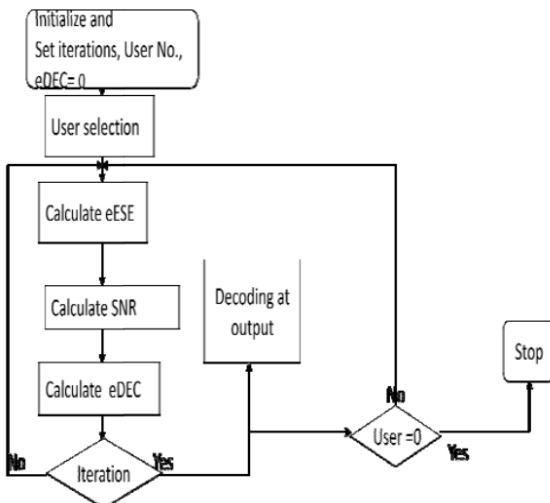 Initialize and
Set iterations, User No.,
eDEC= 0
User selection
Calculate eESE
Calculate SNR
Calculate eDEC
Iteration
No
Yes
Decoding at
output
User =0
No
Yes
Stop